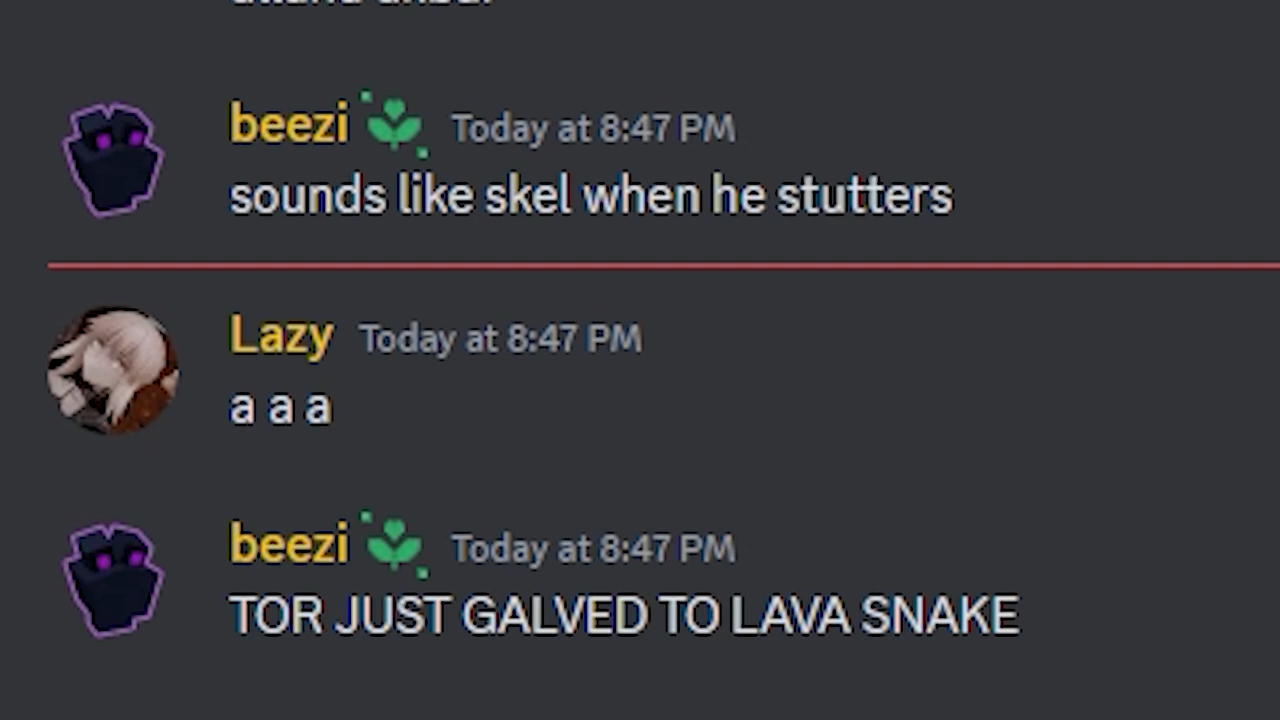 beezi Today at 8:47 PM
sounds like skel when he stutters
Lazy Today at 8:47 PM
a a a
beezi Today at 8:47 PM
TOR JUST GALVED TO LAVA SNAKE